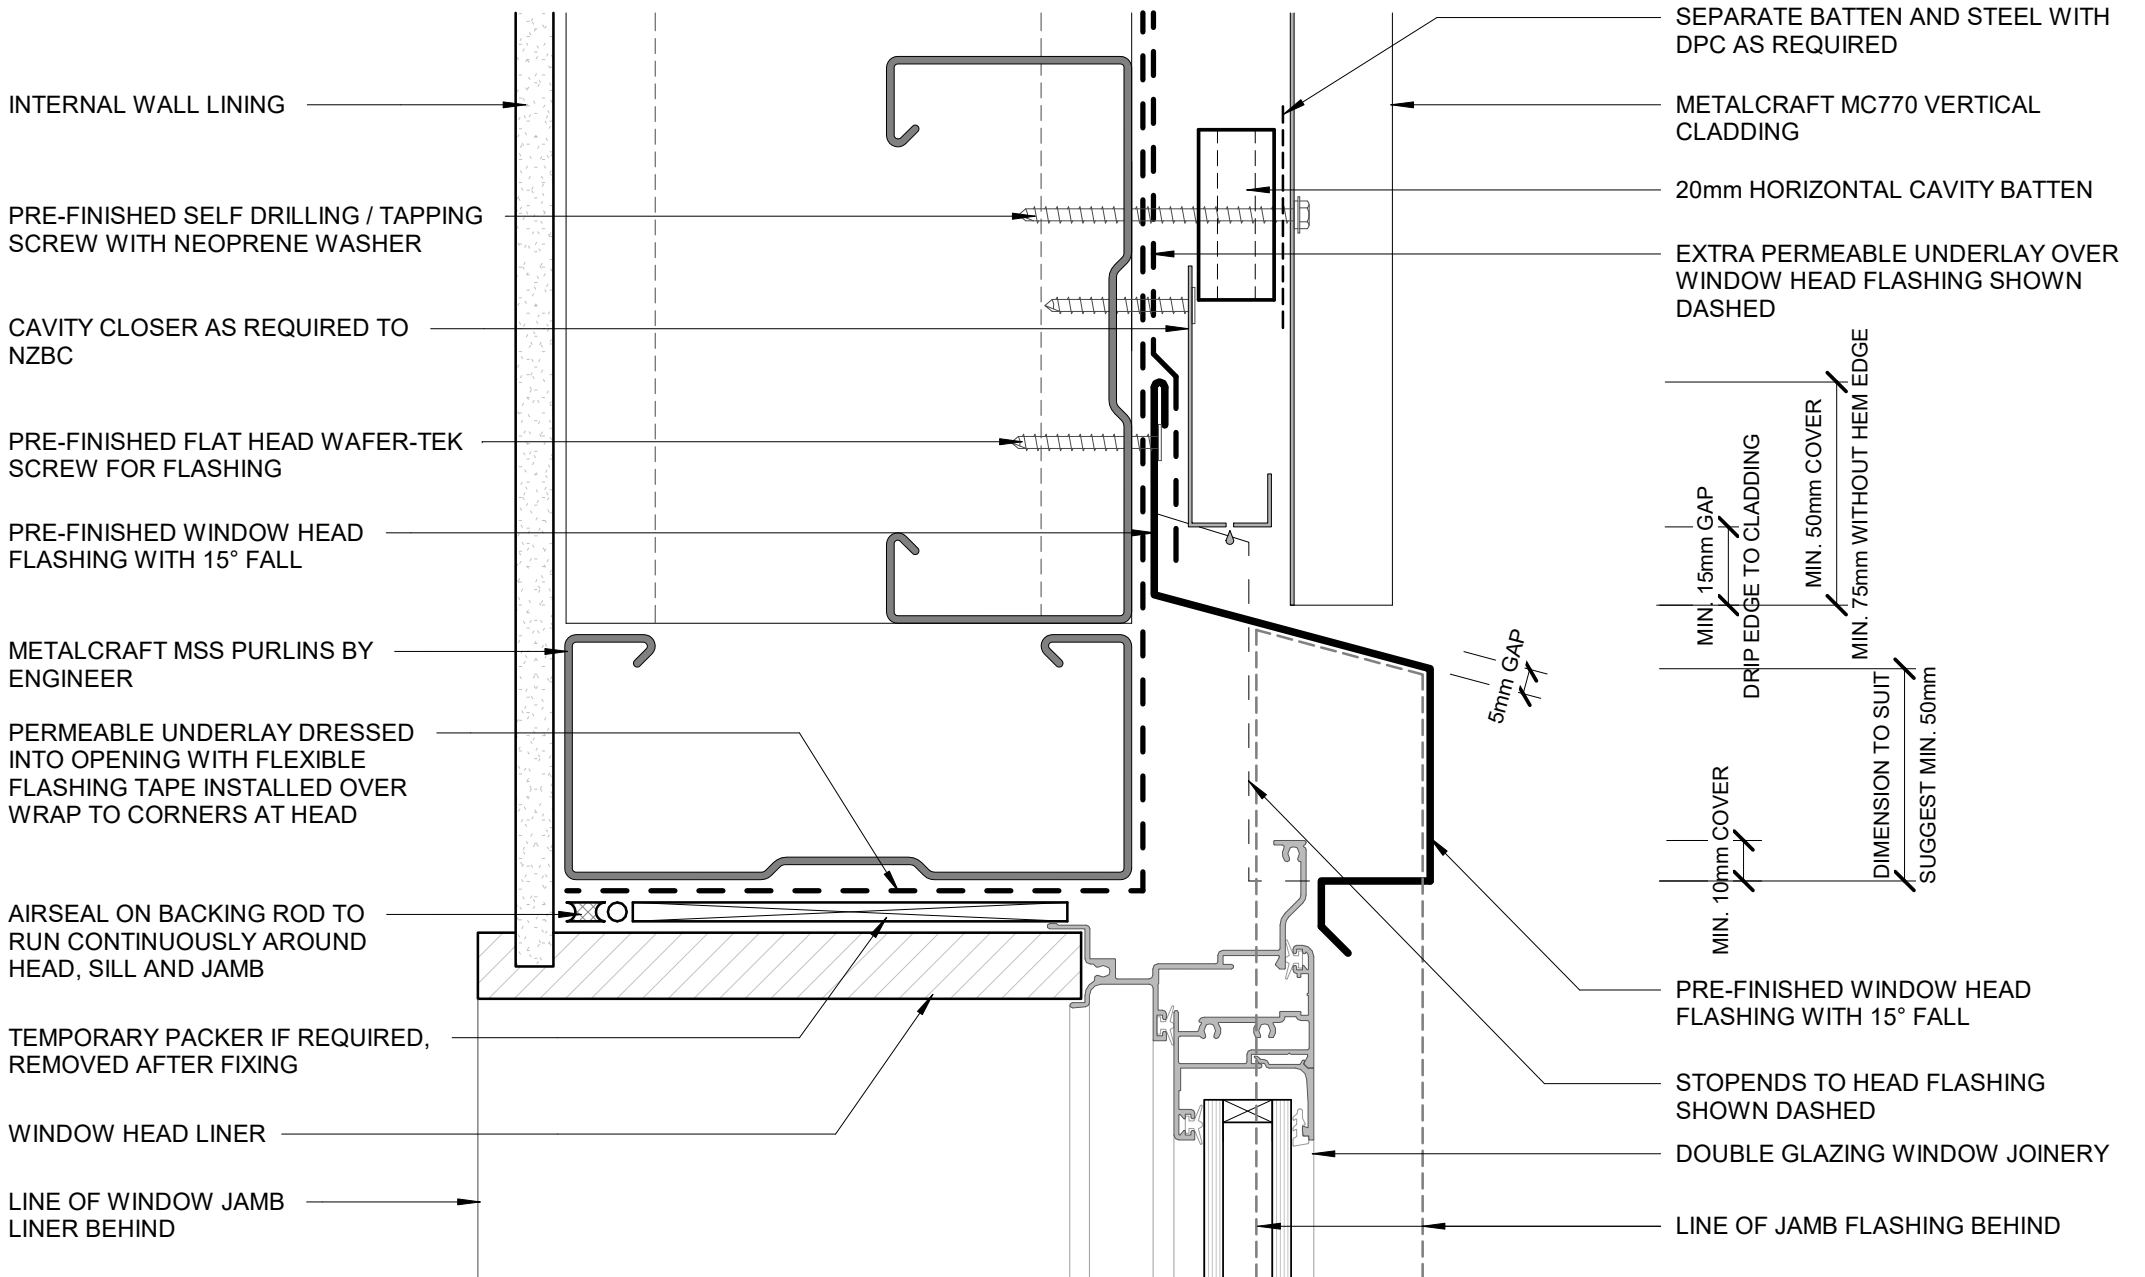 INTERNAL WALL LINING
PRE-FINISHED SELF DRILLING / TAPPING
SCREW WITH NEOPRENE WASHER
CAVITY CLOSER AS REQUIRED TO
NZBC
PRE-FINISHED FLAT HEAD WAFER-TEK
SCREW FOR FLASHING
PRE-FINISHED WINDOW HEAD
FLASHING WITH 15° FALL
METALCRAFT MSS PURLINS BY
ENGINEER
PERMEABLE UNDERLAY DRESSED
INTO OPENING WITH FLEXIBLE
FLASHING TAPE INSTALLED OVER
WRAP TO CORNERS AT HEAD
AIRSEAL ON BACKING ROD TO
RUN CONTINUOUSLY AROUND
HEAD, SILL AND JAMB
TEMPORARY PACKER IF REQUIRED,
REMOVED AFTER FIXING
WINDOW HEAD LINER
LINE OF WINDOW JAMB
LINER BEHIND
SEPARATE BATTEN AND STEEL WITH
DPC AS REQUIRED
METALCRAFT MC770 VERTICAL
CLADDING
20mm HORIZONTAL CAVITY BATTEN
EXTRA PERMEABLE UNDERLAY OVER
WINDOW HEAD FLASHING SHOWN
DASHED
MIN. 15mm GAP
DRIP EDGE TO CLADDING
MIN. 50mm COVER
MIN. 75mm WITHOUT HEM EDGE
5mm GAP
DIMENSION TO SUIT
SUGGEST MIN. 50mm
MIN. 10mm COVER
PRE-FINISHED WINDOW HEAD
FLASHING WITH 15° FALL
STOPENDS TO HEAD FLASHING
SHOWN DASHED
DOUBLE GLAZING WINDOW JOINERY
LINE OF JAMB FLASHING BEHIND